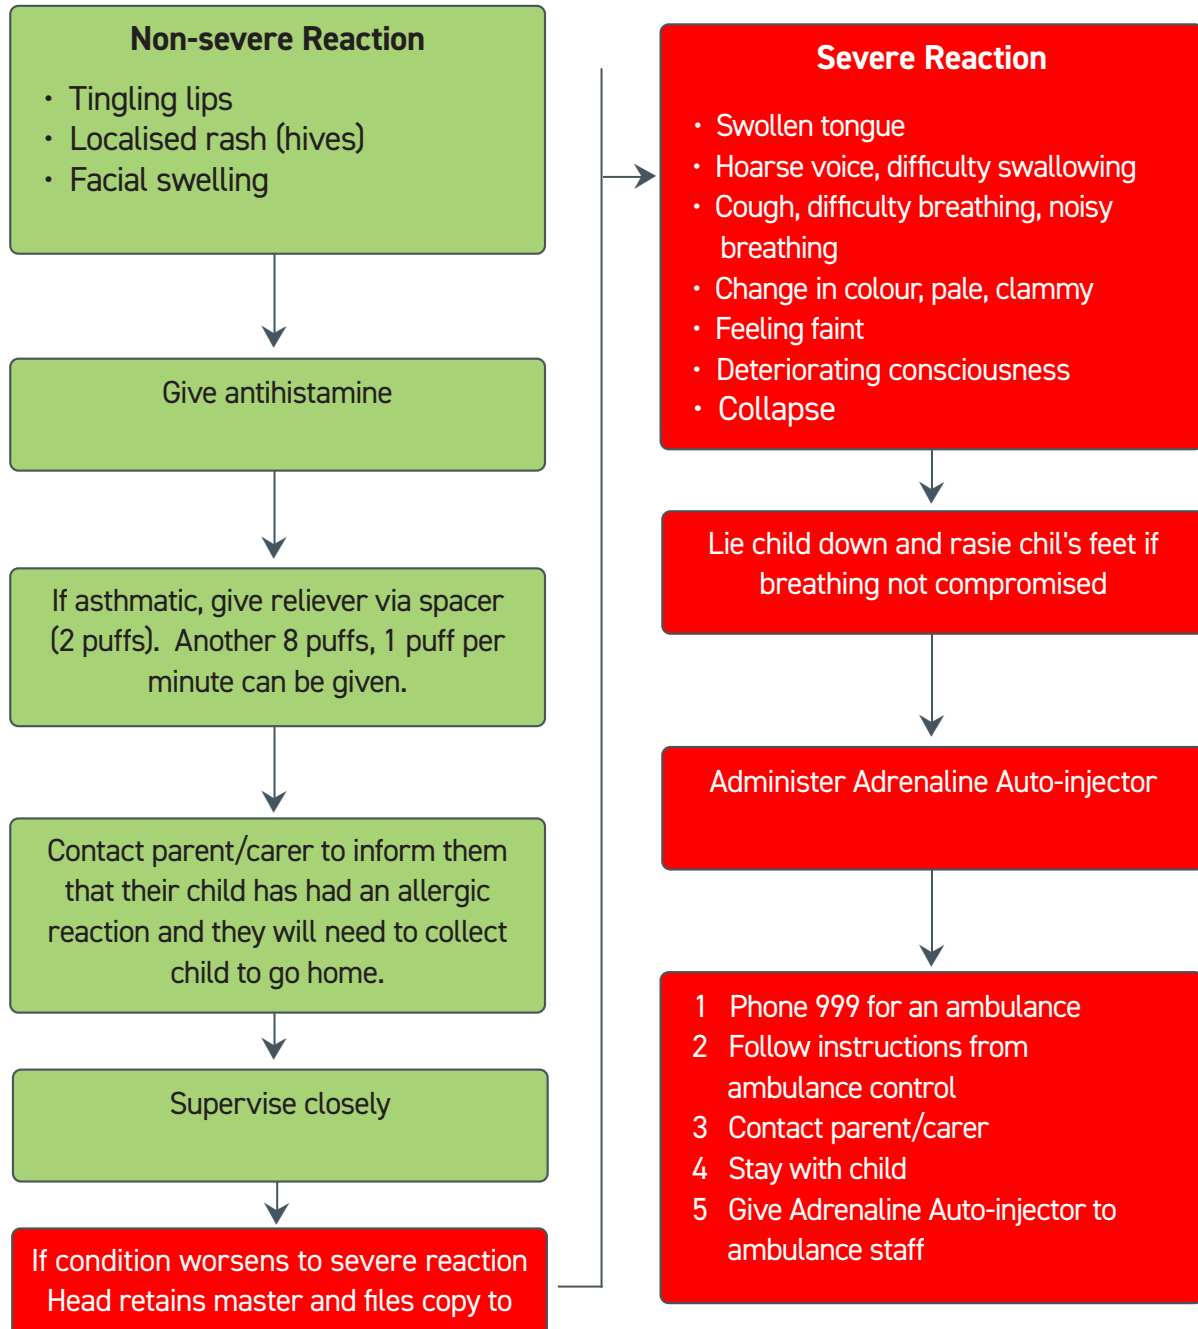 Non-severe Reaction
· Tingling lips
· Localised rash (hives)
· Facial swelling
Give antihistamine
If asthmatic, give reliever via spacer
(2 puffs).  Another 8 puffs, 1 puff per
minute can be given.
Contact parent/carer to inform them
that their child has had an allergic
reaction and they will need to collect
child to go home.
Supervise closely
If condition worsens to severe reaction
Head retains master and files copy to
Severe Reaction
· Swollen tongue
· Hoarse voice, difficulty swallowing
· Cough, difficulty breathing, noisy
breathing
· Change in colour, pale, clammy
· Feeling faint
· Deteriorating consciousness
· Collapse
Lie child down and rasie chil's feet if
breathing not compromised
Administer Adrenaline Auto-injector
1 Phone 999 for an ambulance
2 Follow instructions from
ambulance control
3 Contact parent/carer
4 Stay with child
5 Give Adrenaline Auto-injector to
ambulance staff